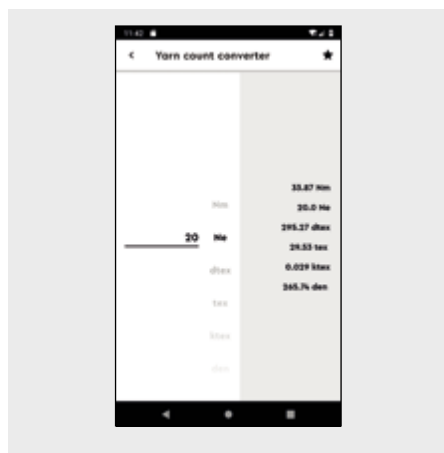 11:42
Yarn count converter
Nm
20 Ne
dtex
tex
ktex
den
33.87 Nm
20.0 Ne
295.27 dtex
29.53 tex
0.029 ktex
265.74 den